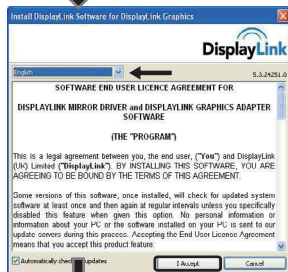 Install DisplayLink Software for DisplayLink Graphics
DisplayLink
English
5.3.24251.0
SOFTWARE END USER LICENCE AGREEMENT FOR
DISPLAYLINK MIRROR DRIVER and DISPLAYLINK GRAPHICS ADAPTER
SOFTWARE
(THE "PROGRAM")
This is a legal agreement between you, the end user, ("You") and DisplayLink
(UK) Limited ("DisplayLink"). BY INSTALLING THIS SOFTWARE, YOU ARE
AGREEING TO BE BOUND BY THE TERMS OF THIS AGREEMENT.
Some versions of this software, once installed, will check for updated system
software at least once and then again at regular intervals unless you specifically
disabled this feature when given this option. No personal information or
information about your PC or the software installed on your PC is sent to our
update servers during this process. Accepting the End User Licence Agreement
means that you accept this product feature.
Automatically check updates
I Accept
Cancel